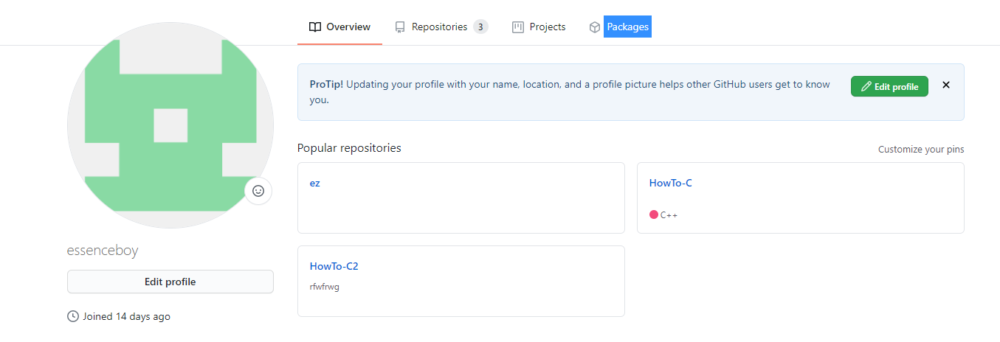 Overview Repositories 3 Projects Packages
ProTip! Updating your profile with your name, location, and a profile picture helps other GitHub users get to know
you.
Edit profile
Popular repositories
Customize your pins
ez
HowTo-C
C++
HowTo-C2
rfwfrwg
essenceboy
Edit profile
Joined 14 days ago